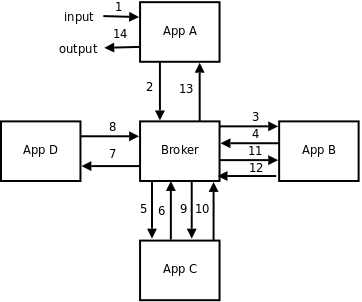 input 1
App A
output 14
2 13
3
8 4
App D Broker 11 App B
7 12
5 6 9 10
App C